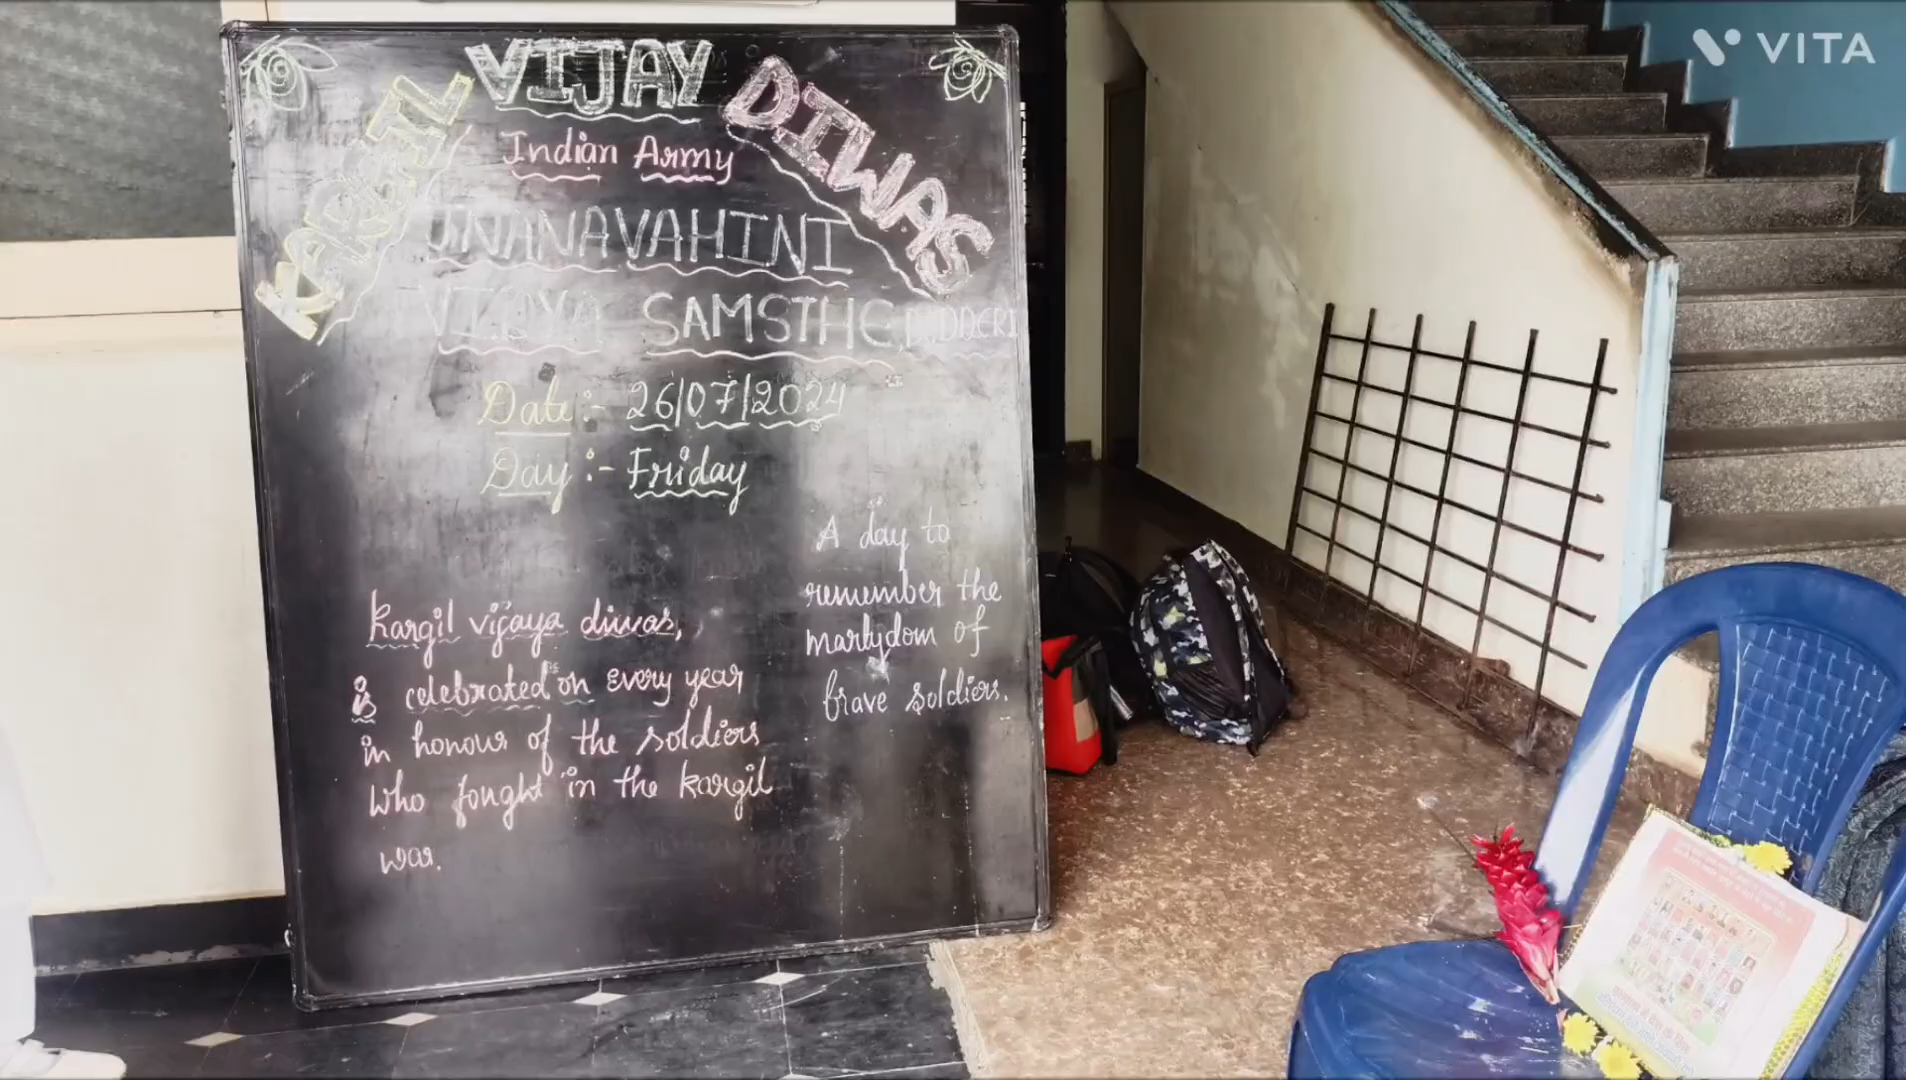 KARGIL VIJAY DIWAS
Indian Army
JNANAVAHINI
VIDYA SAMSTHE,
Date:- 26/07/2024
Day:- Friday
A day to
remember the
martydom of
brave soldiers.
Kargil vijaya diwas,
is celebrated on every year
in honour of the soldiers
who fought in the kargil
war.
VITA